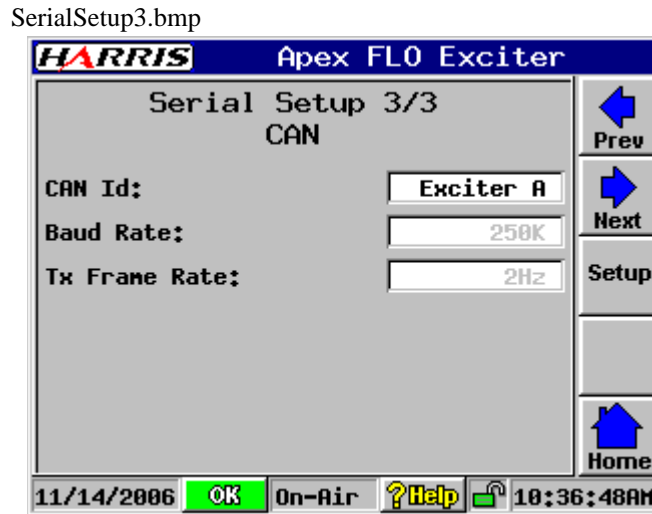 SerialSetup3.bmp
HARRIS Apex FLO Exciter
Serial Setup 3/3
CAN
Prev
CAN Id: Exciter A
Baud Rate: 250K
Next
Tx Frame Rate: 2Hz
Setup
Home
11/14/2006 OK On-Air ?Help 10:36:48AM